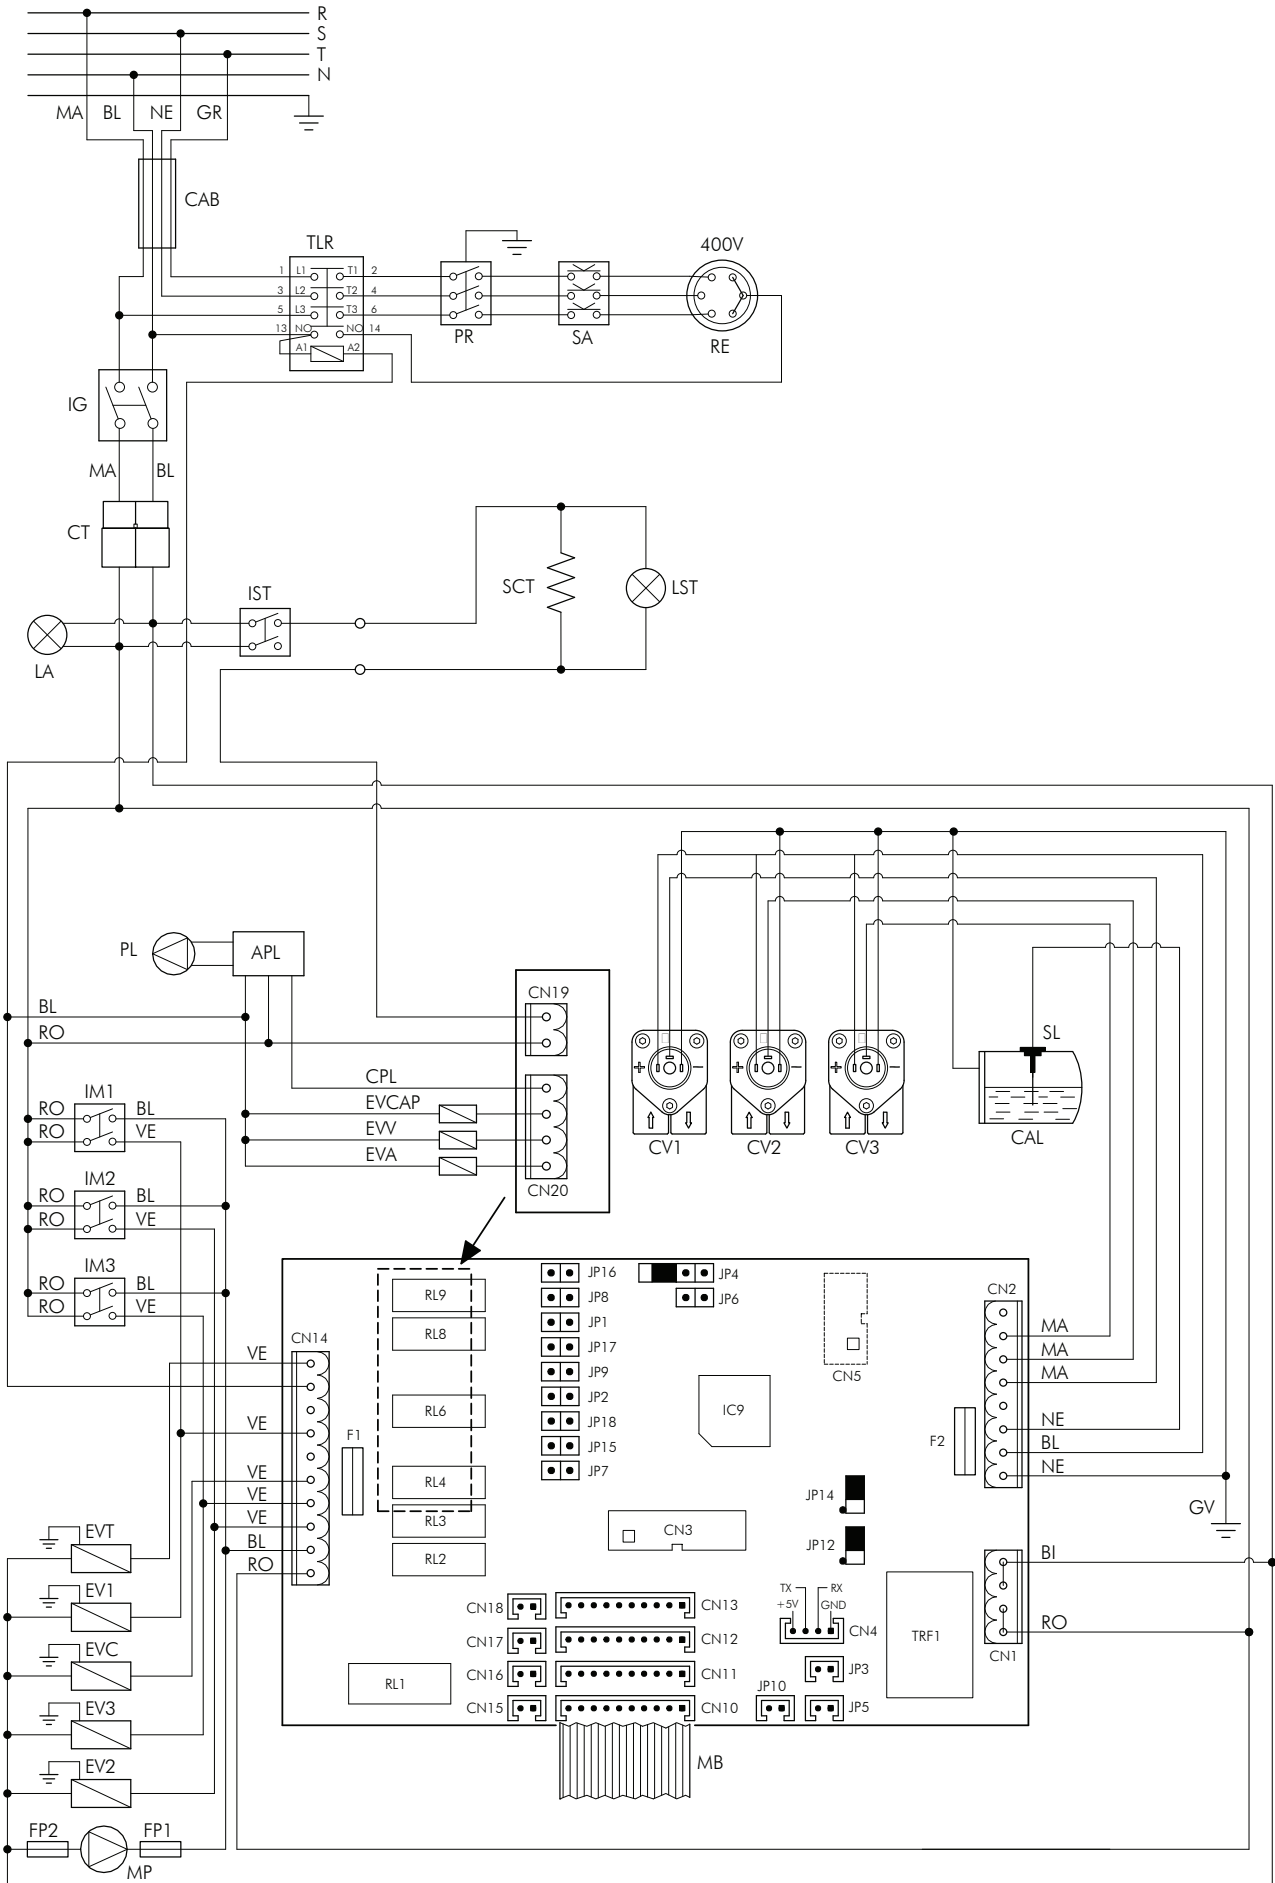 R
S
T
N
MA BL NE GR
CAB
TLR
400V
1 L1 T1 2
3 L2 T2 4
5 L3 T3 6
13 NO NO 14
A1 A2
PR
SA
RE
IG
MA BL
CT
IST
SCT
LST
LA
PL
APL
CN19
BL
RO
SL
CPL
IM1
RO BL
EVCAP
RO VE
EVV
CV1
CV2
CV3
CAL
EVA
IM2
CN20
RO BL
RO VE
IM3
RO BL
RO VE
JP16
JP4
RL9
JP8
JP6
CN2
JP1
CN14
RL8
MA
VE
JP17
MA
JP9
CN5
MA
JP2
RL6
IC9
VE
JP18
NE
F1
F2
JP15
BL
VE
JP7
NE
RL4
VE
JP14
GV
VE
RL3
CN3
EVT
BL
JP12
BI
RO
RL2
EV1
TX RX
+5V GND
CN18
CN13
RO
CN4
TRF1
CN17
CN12
EVC
CN1
CN16
CN11
JP3
RL1
JP10
EV3
CN15
CN10
JP5
MB
EV2
FP2
FP1
MP